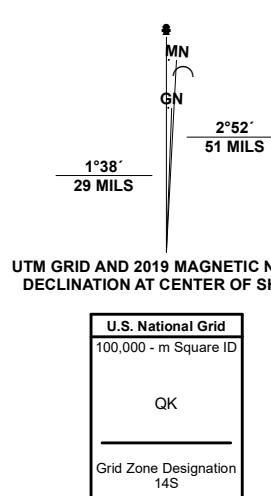 MN
GN
2°52´
51 MILS
1°38´
29 MILS
UTM GRID AND 2019 MAGNETIC N
DECLINATION AT CENTER OF SH
U.S. National Grid
100,000 - m Square ID
QK
Grid Zone Designation
14S